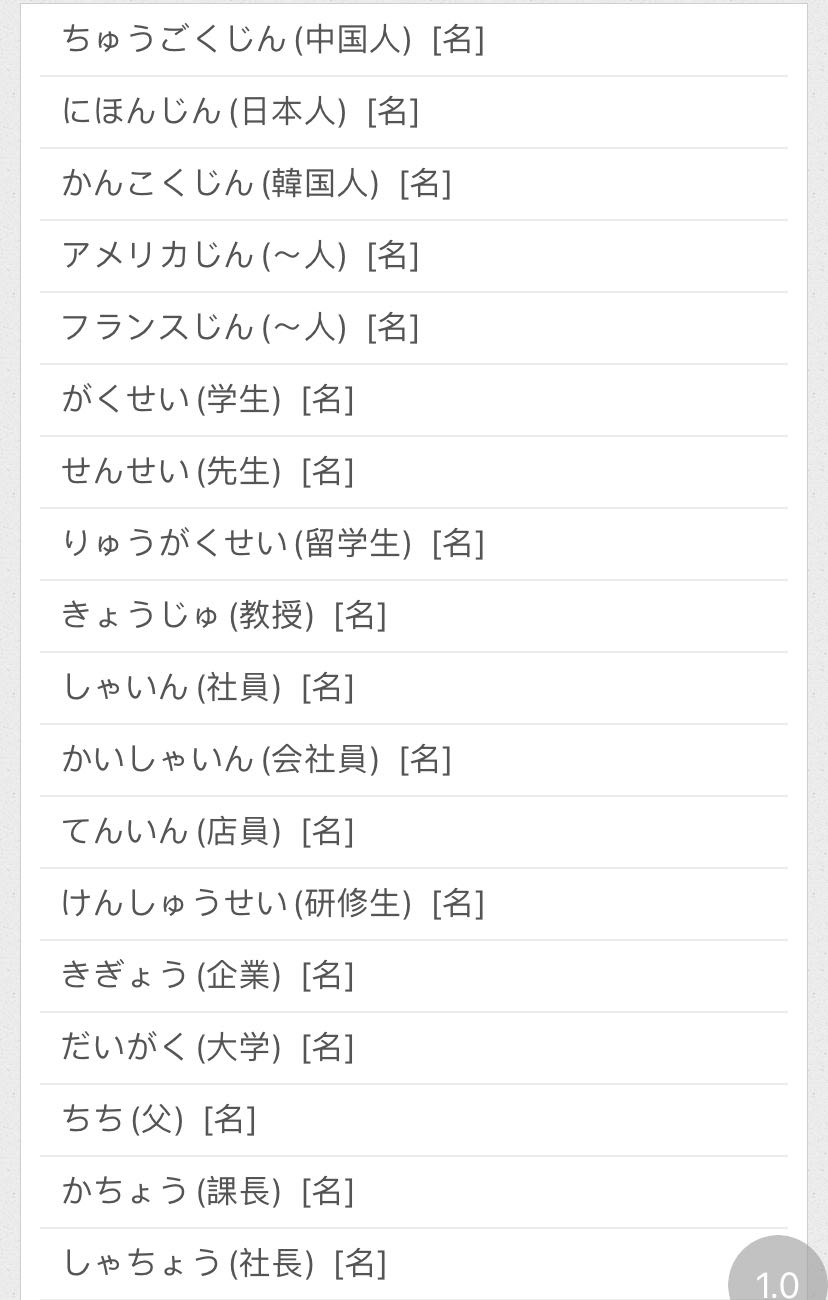 ちゅうごくじん(中国人) [名]
にほんじん(日本人) [名]
かんこくじん(韓国人) [名]
アメリカじん(～人) [名]
フランスじん(～人) [名]
がくせい(学生) [名]
せんせい(先生) [名]
りゅうがくせい(留学生) [名]
きょうじゅ(教授) [名]
しゃいん(社員) [名]
かいしゃいん(会社員) [名]
てんいん(店員) [名]
けんしゅうせい(研修生) [名]
きぎょう(企業) [名]
だいがく(大学) [名]
ちち(父) [名]
かちょう(課長) [名]
しゃちょう(社長) [名]
1.0